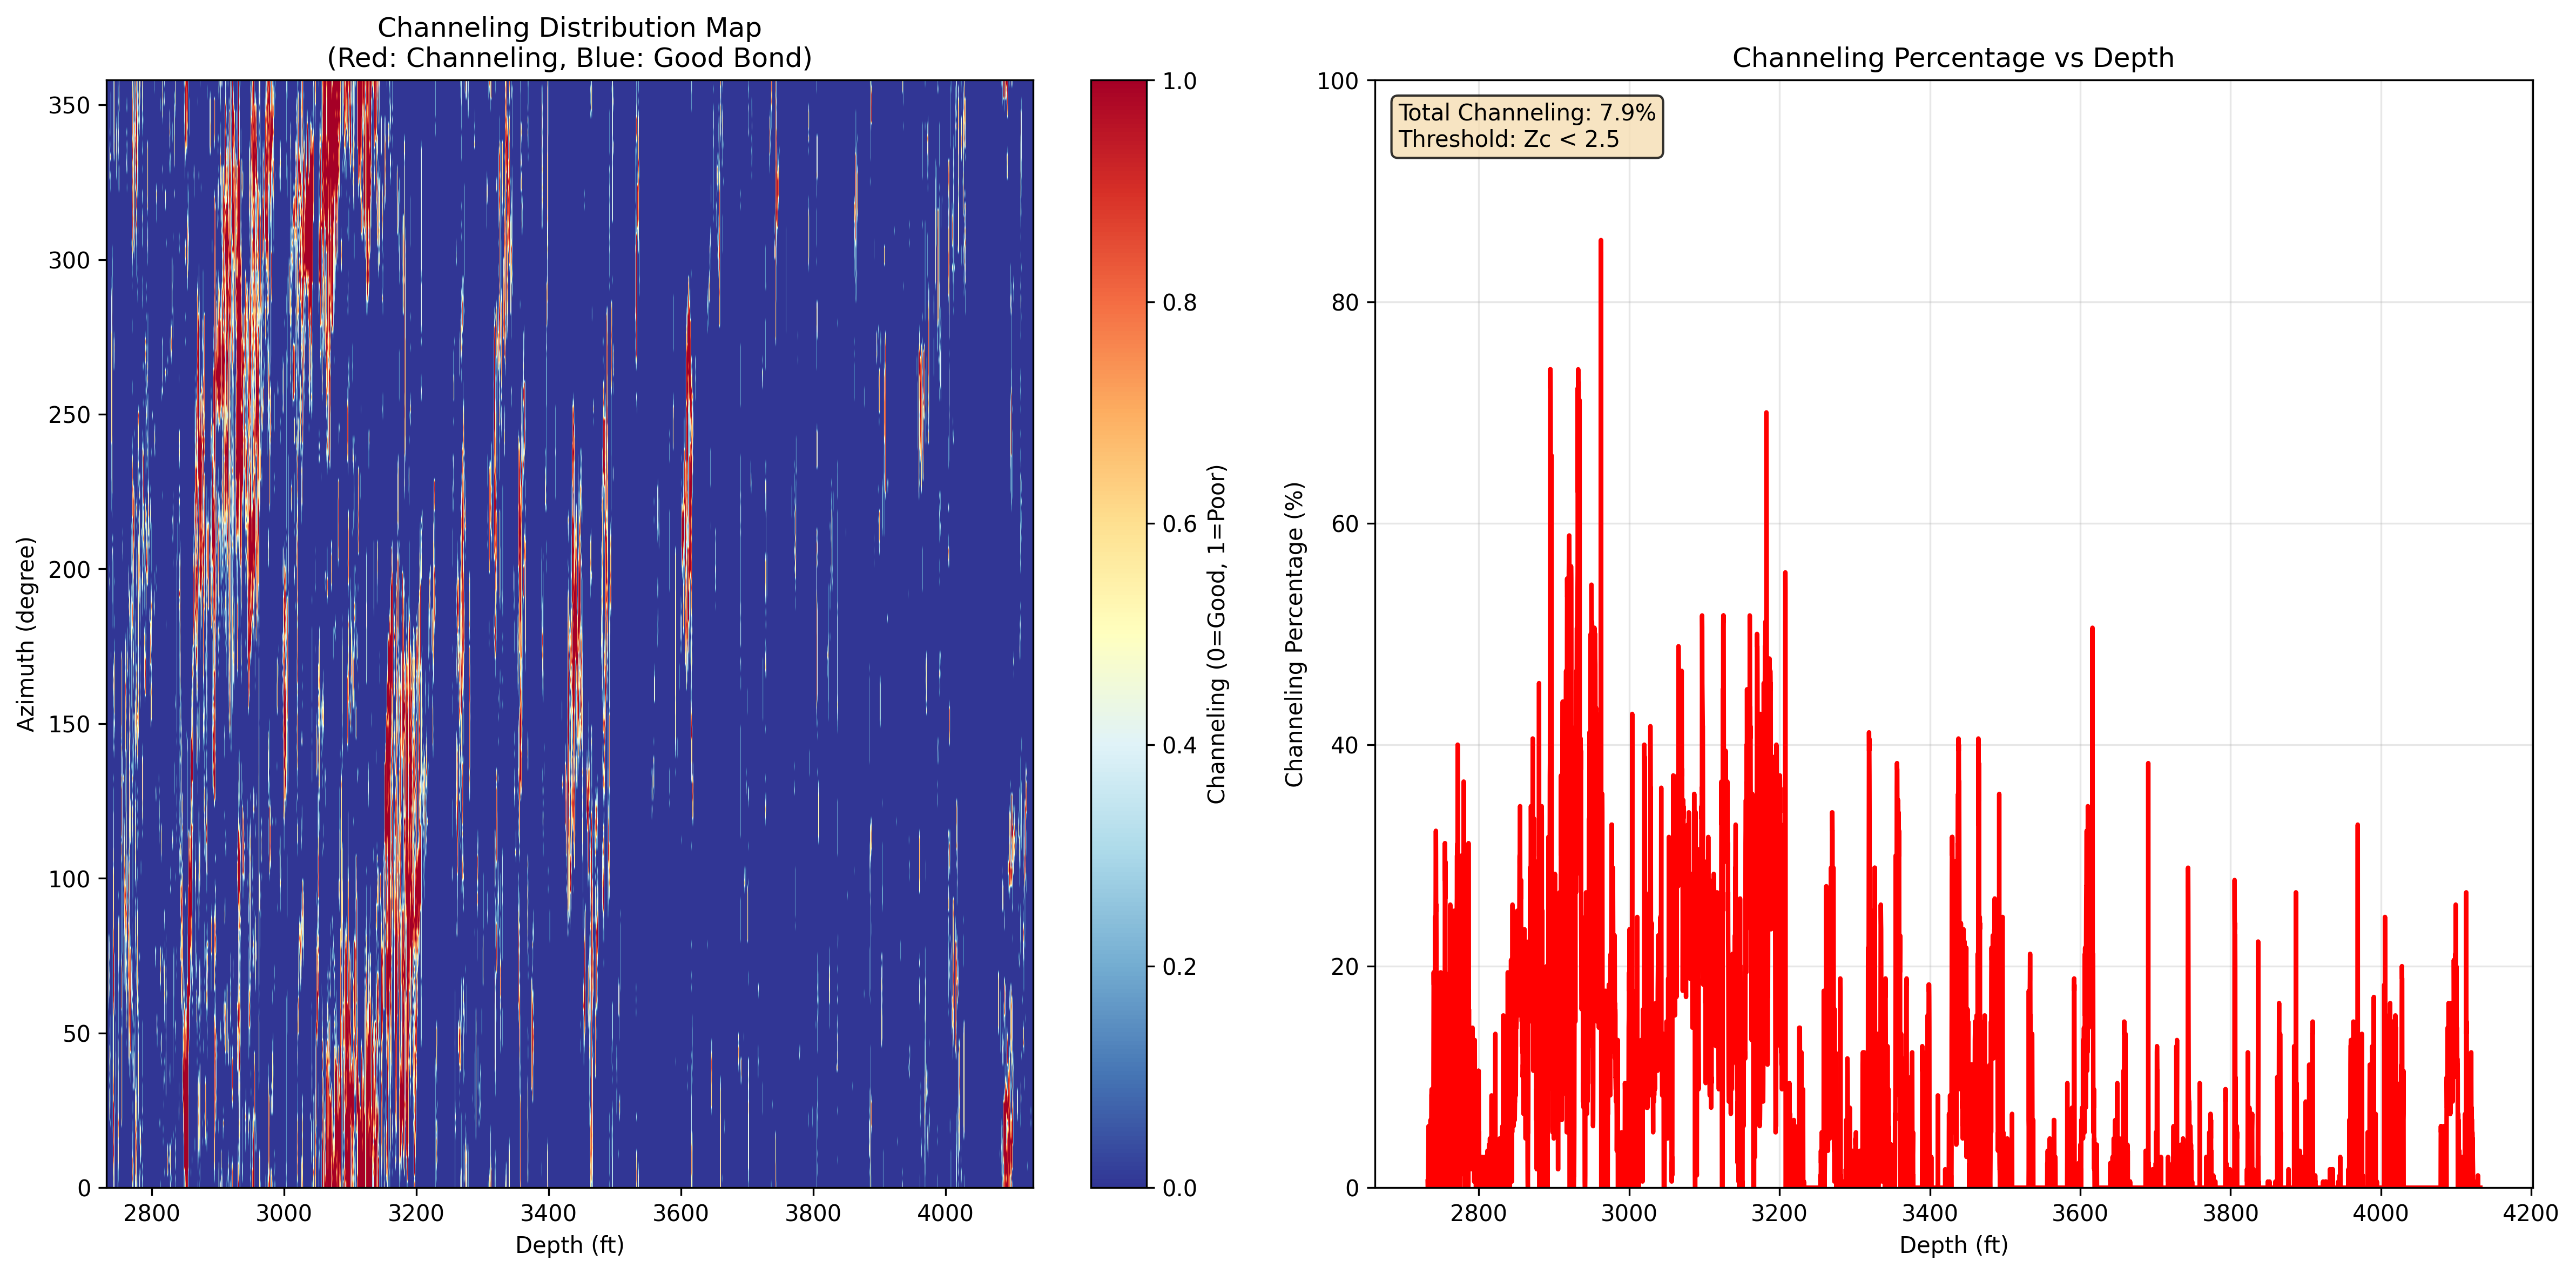 Channeling Distribution Map
(Red: Channeling, Blue: Good Bond)
350
300
250
200
150
100
50
0
Azimuth (degree)
2800 3000 3200 3400 3600 3800 4000
Depth (ft)
1.0
0.8
0.6
0.4
0.2
0.0
Channeling (0=Good, 1=Poor)
Channeling Percentage vs Depth
Total Channeling: 7.9%
Threshold: Zc < 2.5
100
80
60
40
20
0
Channeling Percentage (%)
2800 3000 3200 3400 3600 3800 4000 4200
Depth (ft)